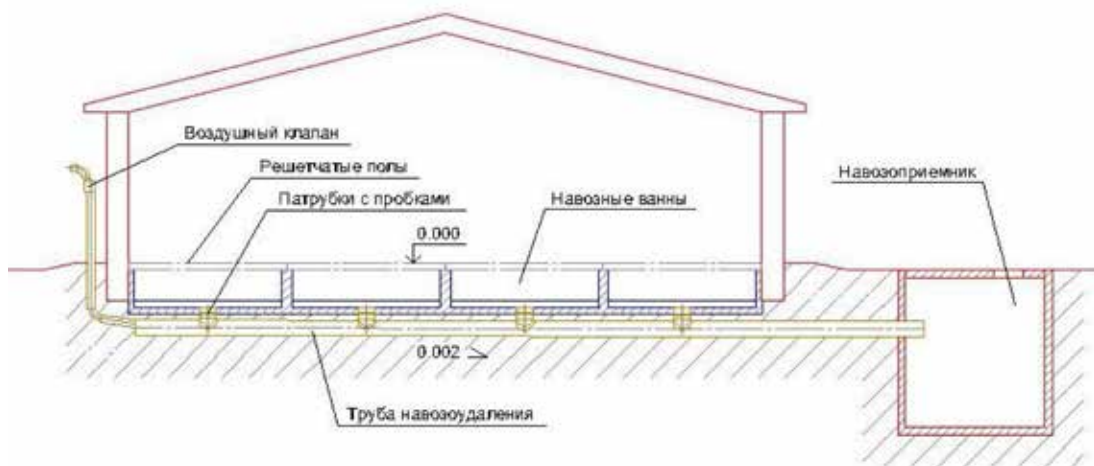 Воздушный клапан
Решетчатые полы
Патрубки с пробками
Навозные ванны
Навозоприемник
0.000
0.002
Труба навозоудаления